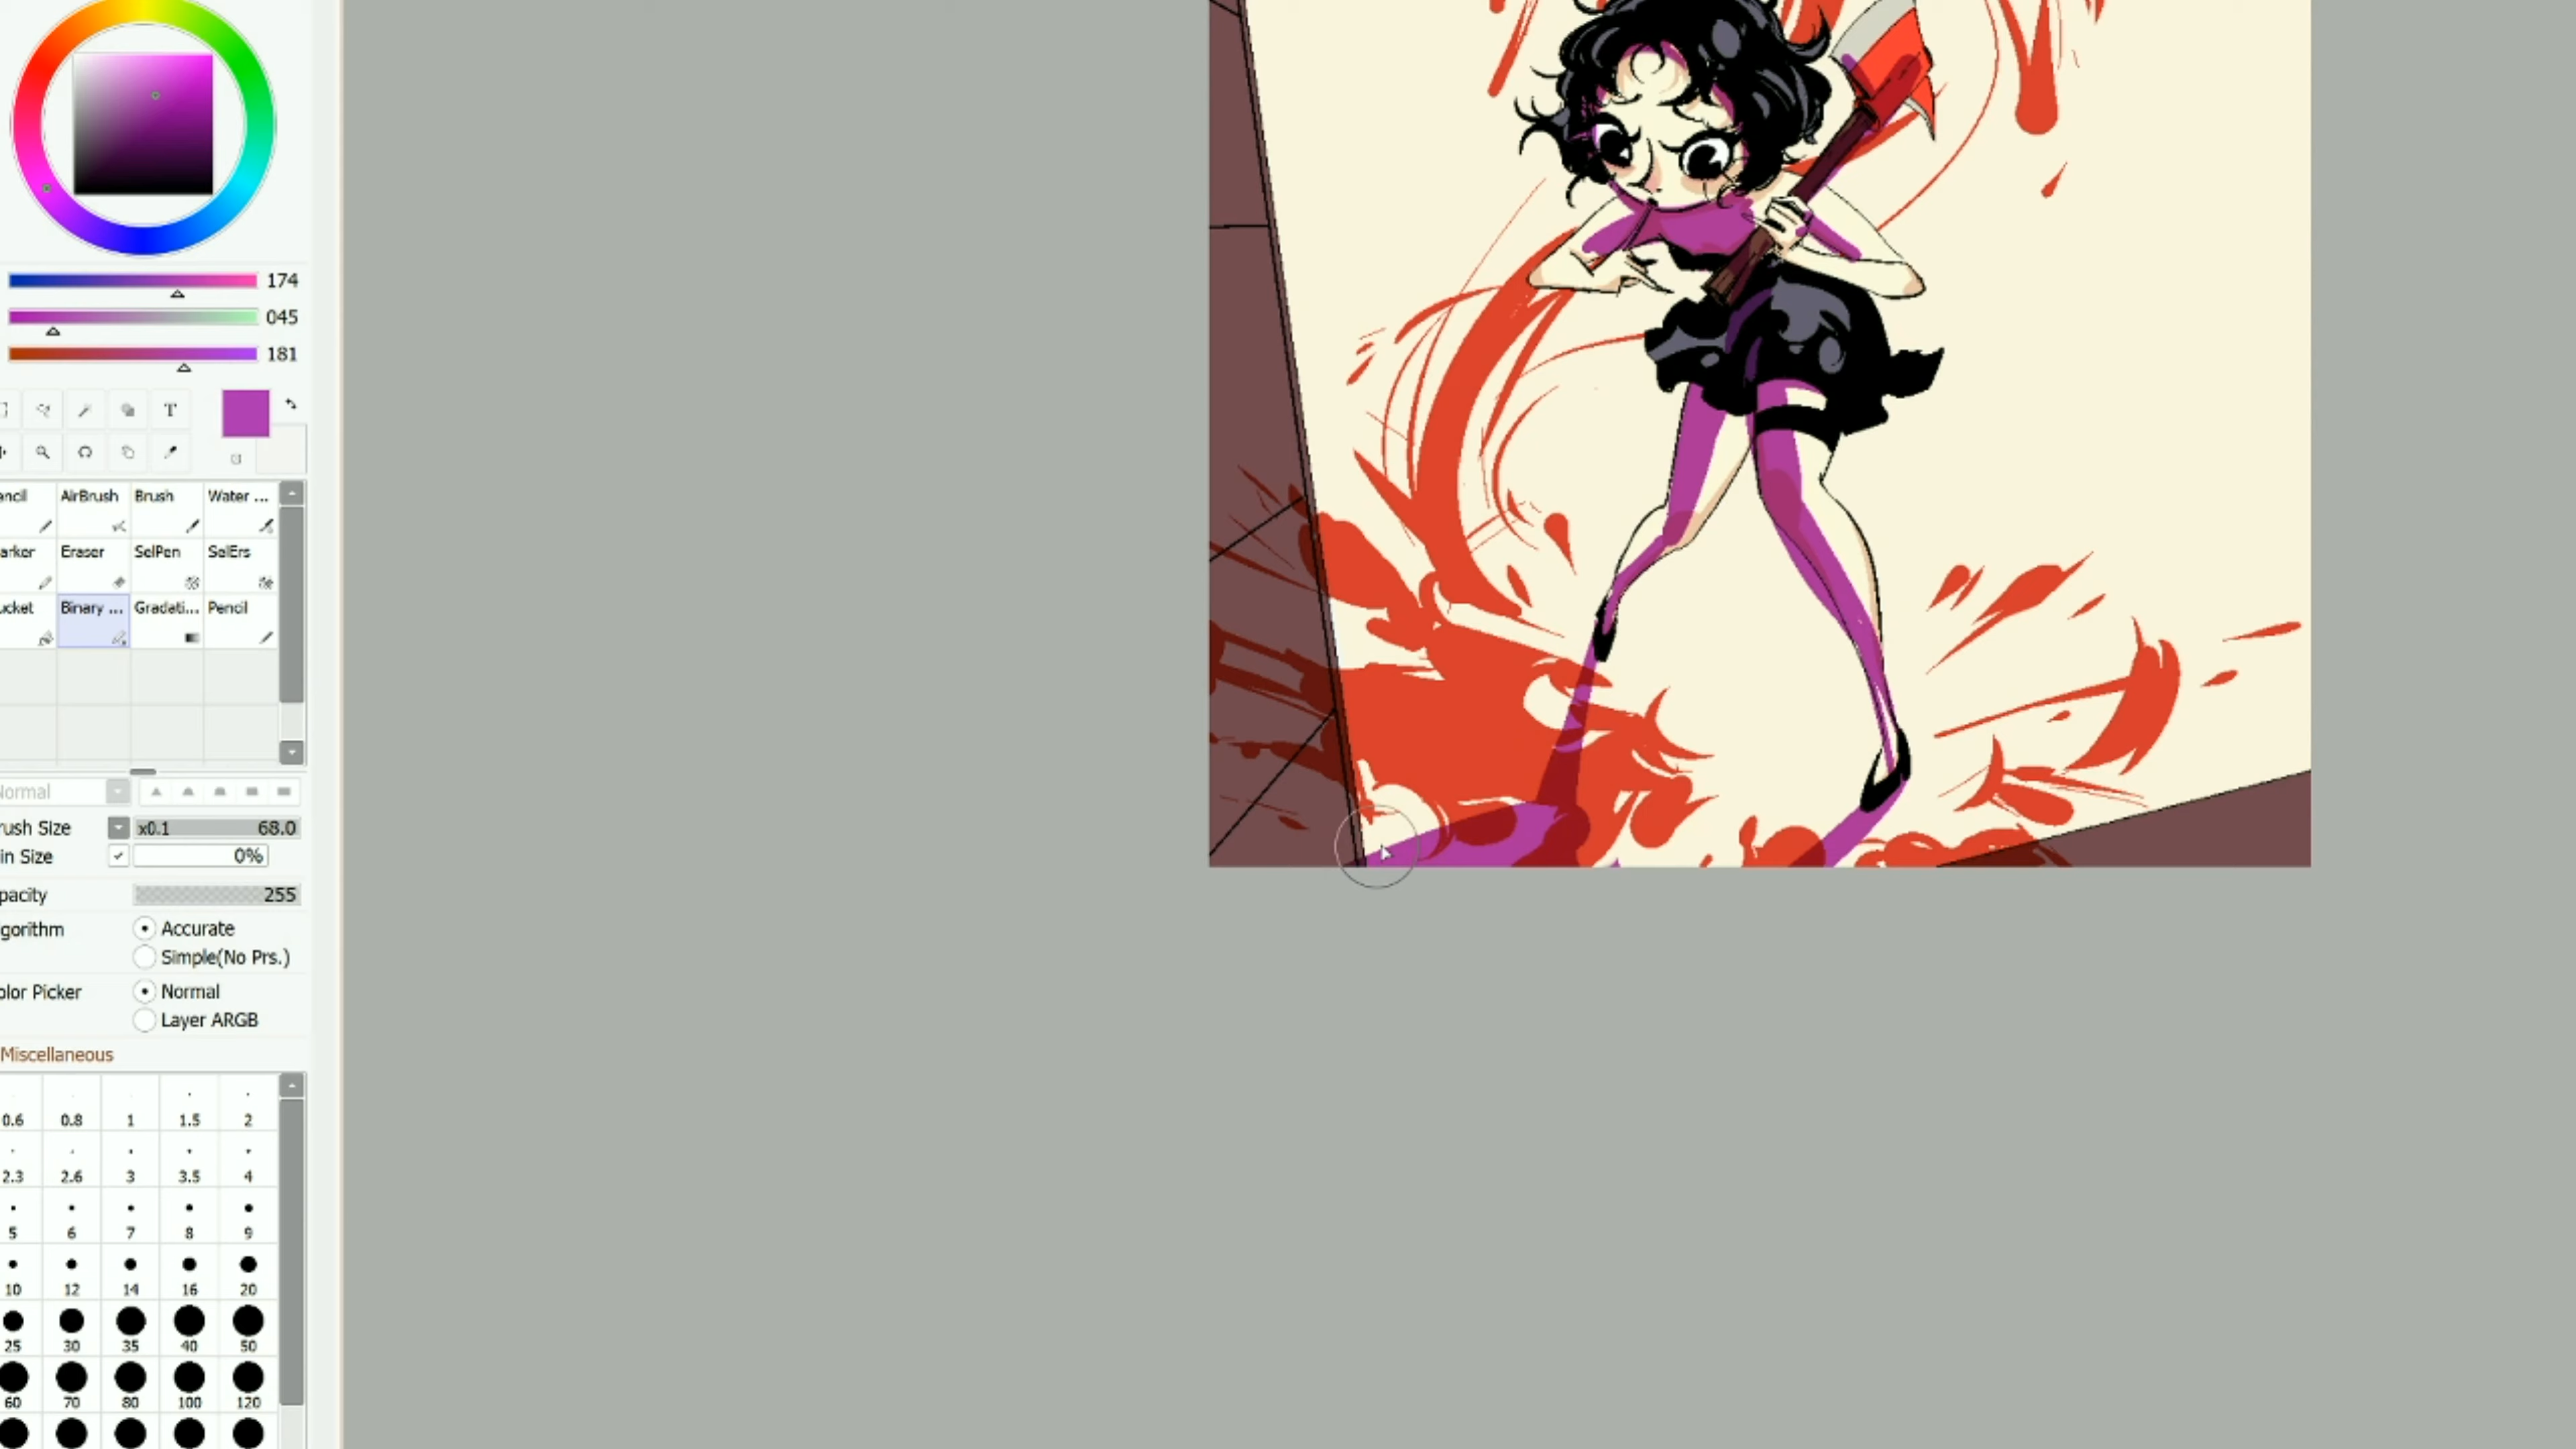 174
045
181
T
encil AirBrush Brush Water ...
arker Eraser SelPen SelErs
ucket Binary ... Gradati... Pencil
Normal
rush Size x0.1 68.0
in Size 0%
pacity 255
gorithm Accurate
Simple(No Prs.)
olor Picker Normal
Layer ARGB
Miscellaneous
0.6 0.8 1 1.5 2
2.3 2.6 3 3.5 4
5 6 7 8 9
10 12 14 16 20
25 30 35 40 50
60 70 80 100 120